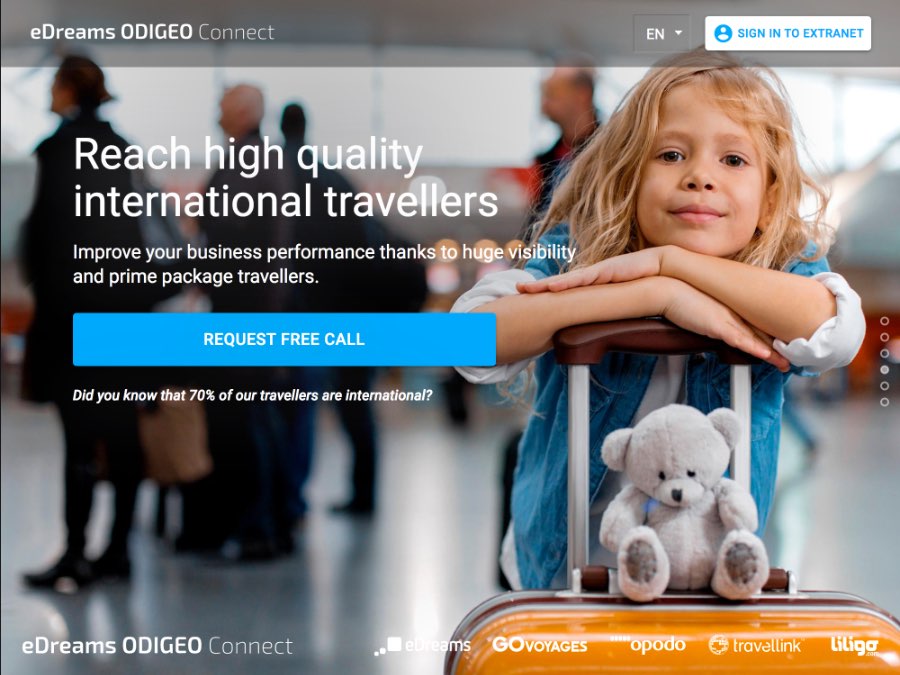 eDreams ODIGEO Connect
EN
SIGN IN TO EXTRANET
Reach high quality
international travellers
Improve your business performance thanks to huge visibility
and prime package travellers.
REQUEST FREE CALL
Did you know that 70% of our travellers are international?
eDreams ODIGEO Connect
eDreams
GOVOYAGES
opodo
travellink
liligo
.com